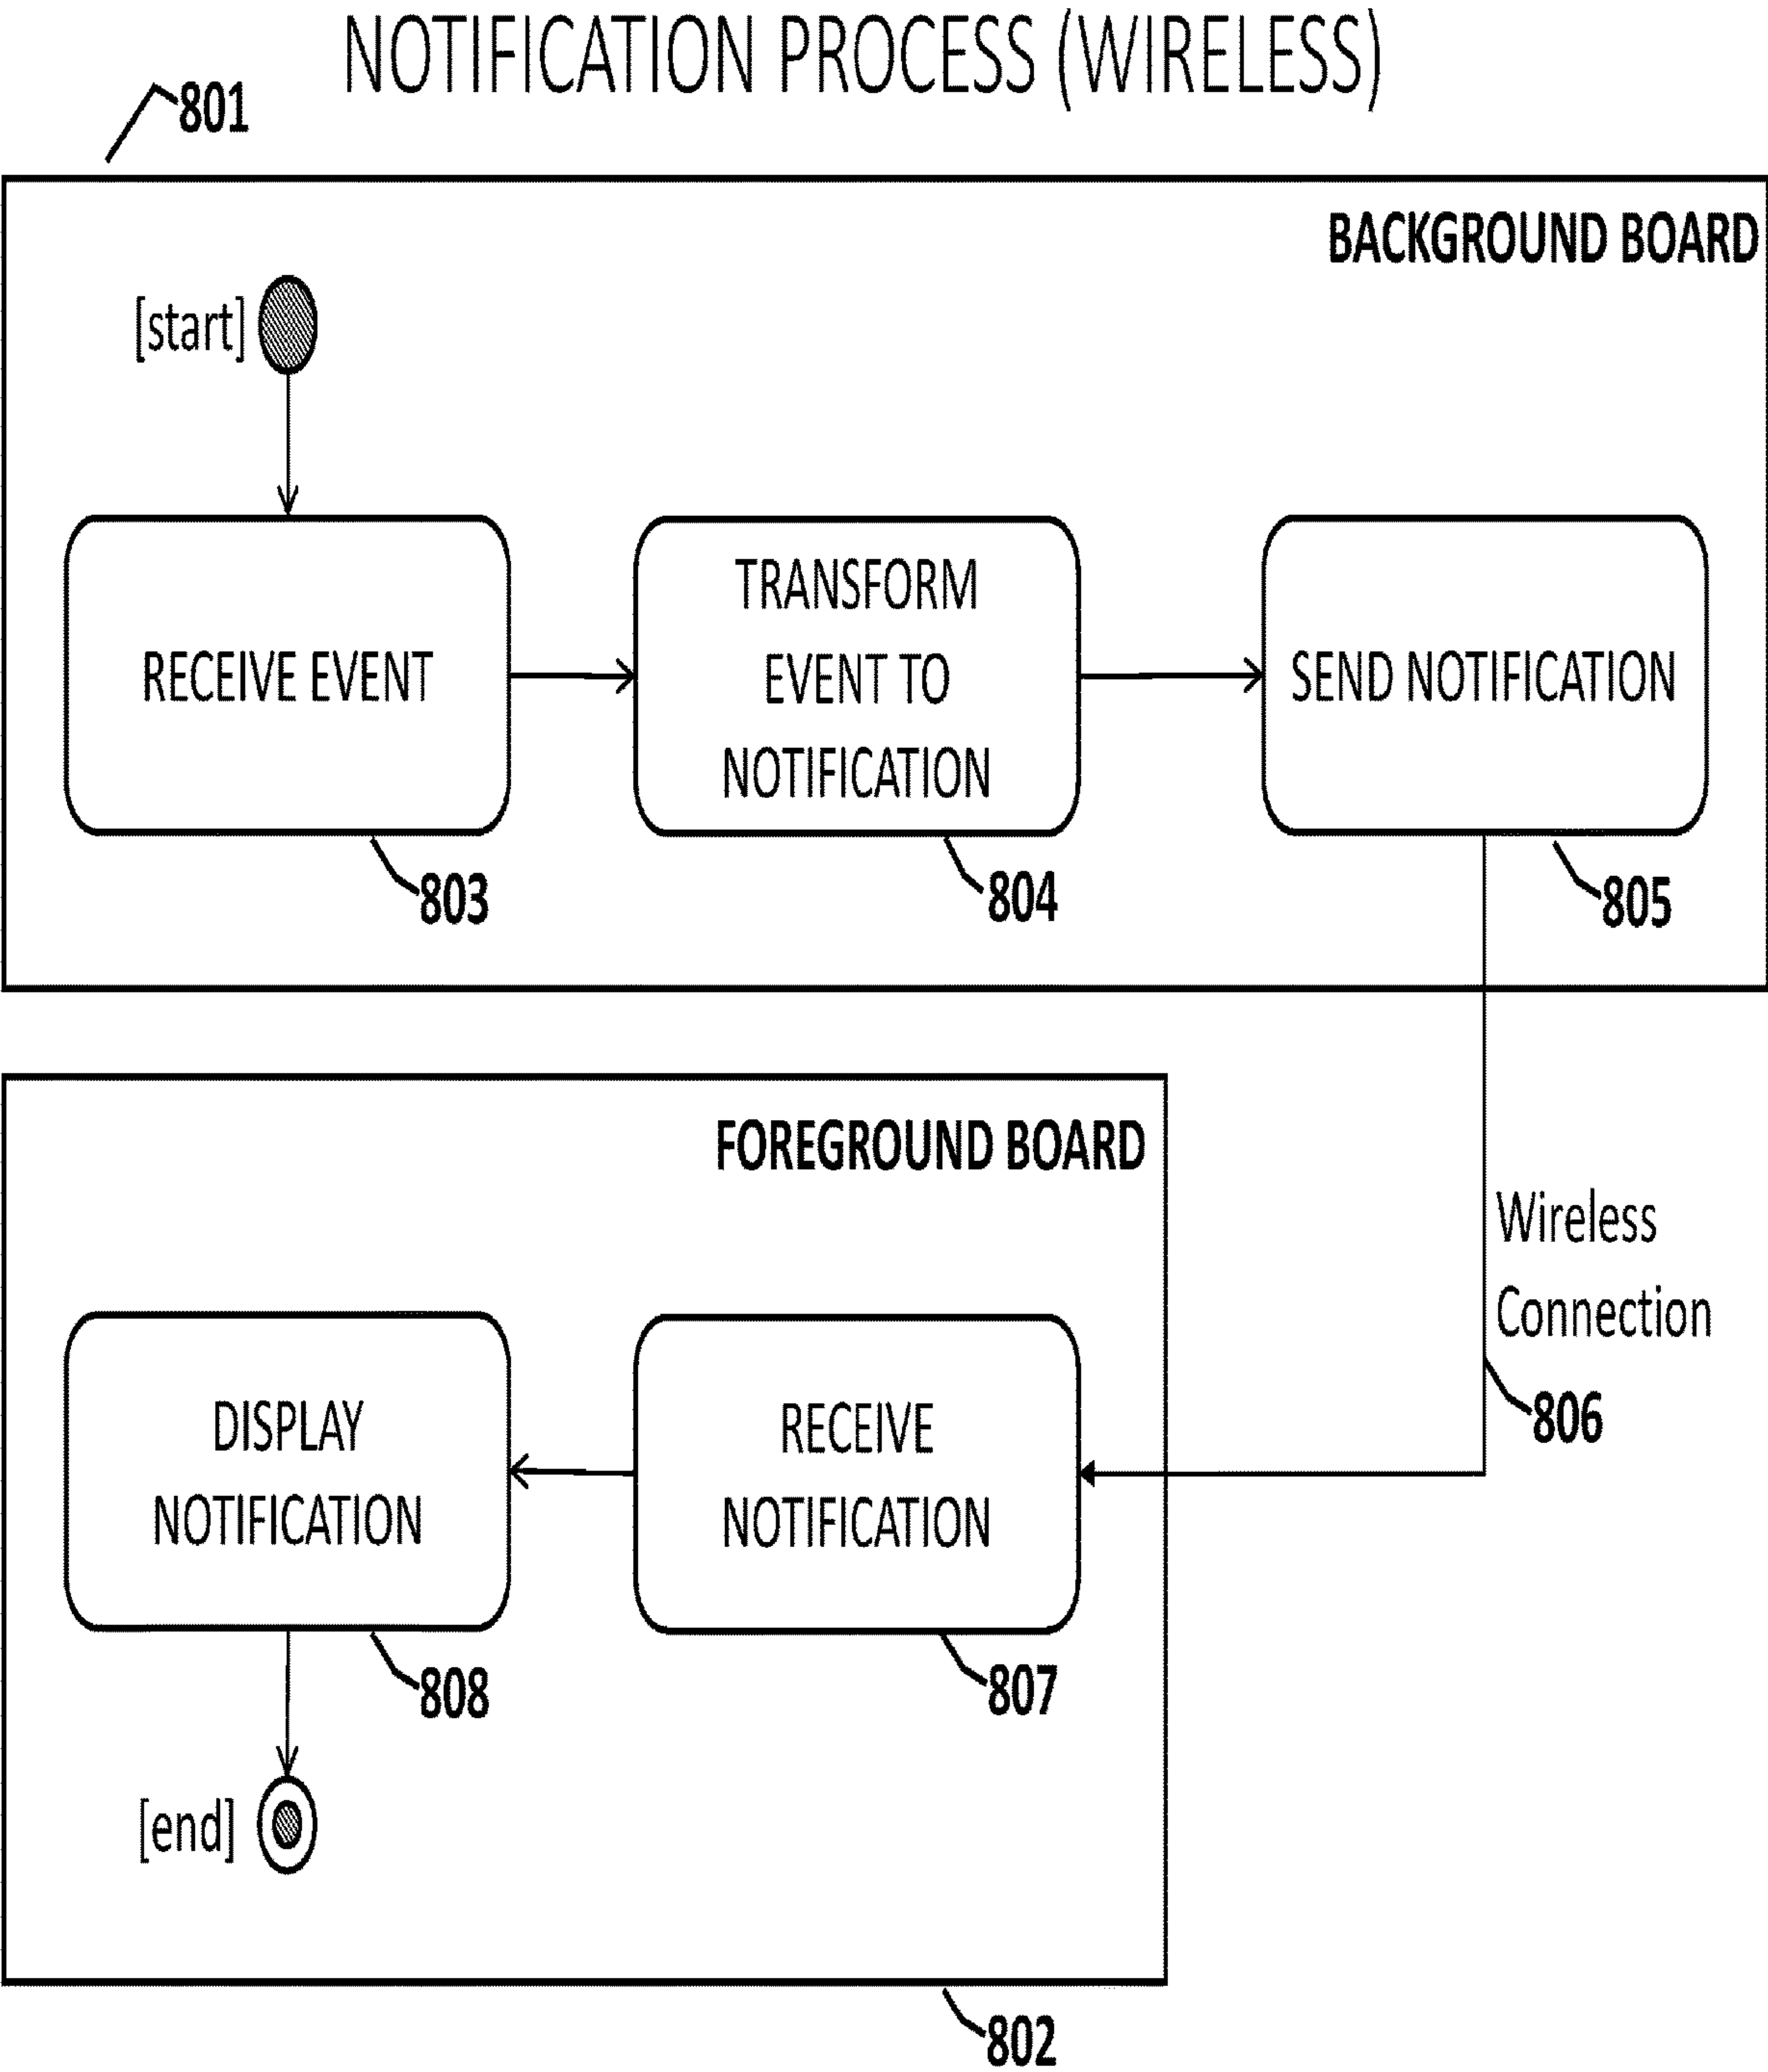 NOTIFICATION PROCESS (WIRELESS)
801
BACKGROUND BOARD
[start]
RECEIVE EVENT
TRANSFORM
EVENT TO
NOTIFICATION
SEND NOTIFICATION
803
804
805
FOREGROUND BOARD
Wireless
Connection
806
DISPLAY
NOTIFICATION
RECEIVE
NOTIFICATION
808
807
[end]
802